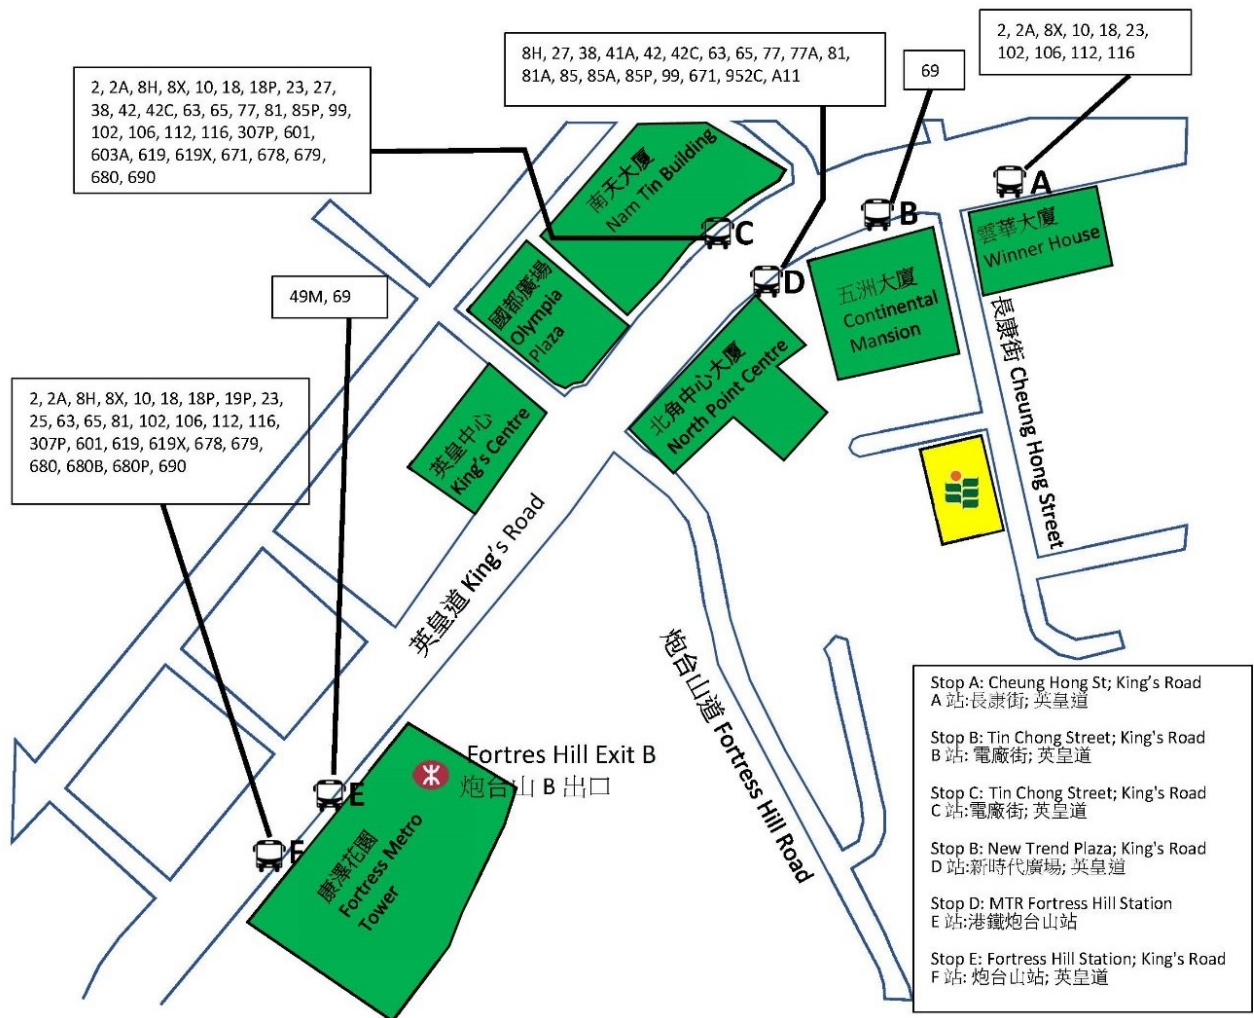 2, 2A, 8X, 10, 18, 23,
102, 106, 112, 116
69
8H, 27, 38, 41A, 42, 42C, 63, 65, 77, 77A, 81,
81A, 85, 85A, 85P, 99, 671, 952C, A11
2, 2A, 8H, 8X, 10, 18, 18P, 23, 27,
38, 42, 42C, 63, 65, 77, 81, 85P, 99,
102, 106, 112, 116, 307P, 601,
603A, 619, 619X, 671, 678, 679,
680, 690
49M, 69
2, 2A, 8H, 8X, 10, 18, 18P, 19P, 23,
25, 63, 65, 81, 102, 106, 112, 116,
307P, 601, 619, 619X, 678, 679,
680, 680B, 680P, 690
A
B
C
D
E
F
南天大廈
Nam Tin Building
國都廣場
Olympia
Plaza
英皇中心
King's Centre
北角中心大廈
North Point Centre
五洲大廈
Continental
Mansion
雲華大廈
Winner House
長康街 Cheung Hong Street
英皇道 King's Road
炮台山道 Fortress Hill Road
Fortres Hill Exit B
炮台山 B 出口
康澤花園
Fortress Metro
Tower
Stop A: Cheung Hong St; King's Road
A 站:長康街; 英皇道
Stop B: Tin Chong Street; King's Road
B 站: 電廠街; 英皇道
Stop C: Tin Chong Street; King's Road
C 站:電廠街; 英皇道
Stop B: New Trend Plaza; King's Road
D 站:新時代廣場; 英皇道
Stop D: MTR Fortress Hill Station
E 站:港鐵炮台山站
Stop E: Fortress Hill Station; King's Road
F 站: 炮台山站; 英皇道